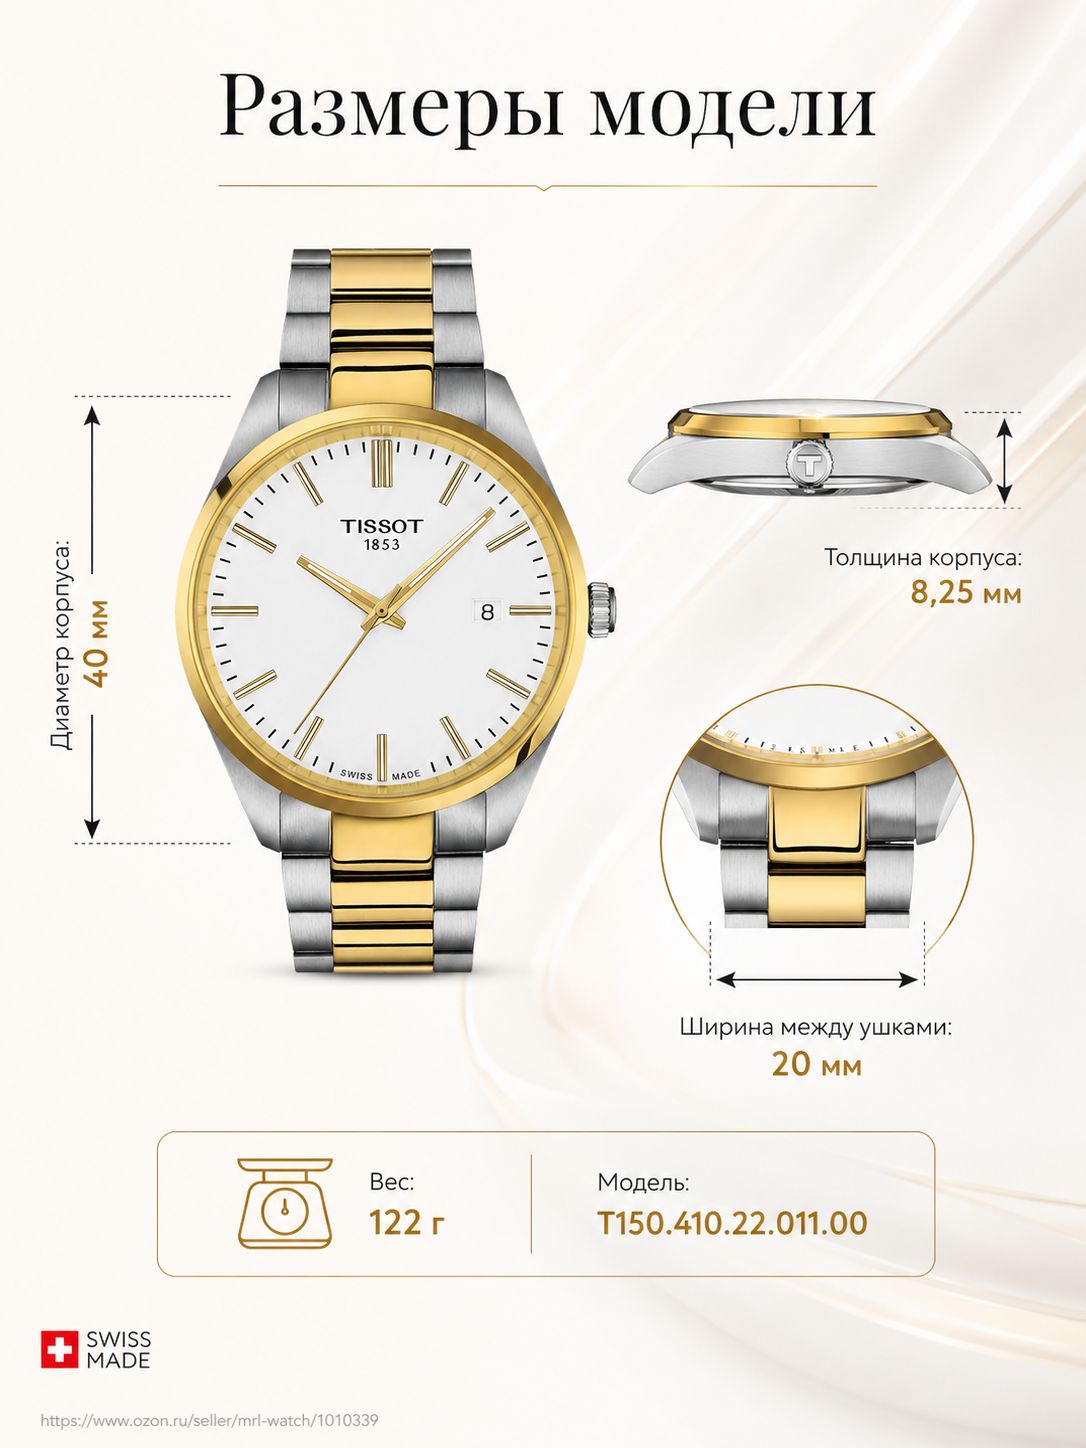 Размеры модели
Диаметр корпуса:
40 мм
TISSOT
1853
8
SWISS MADE
T
Толщина корпуса:
8,25 мм
Ширина между ушками:
20 мм
Вес:
122 г
Модель:
T150.410.22.011.00
SWISS
MADE
https://www.ozon.ru/seller/mrl-watch/1010339